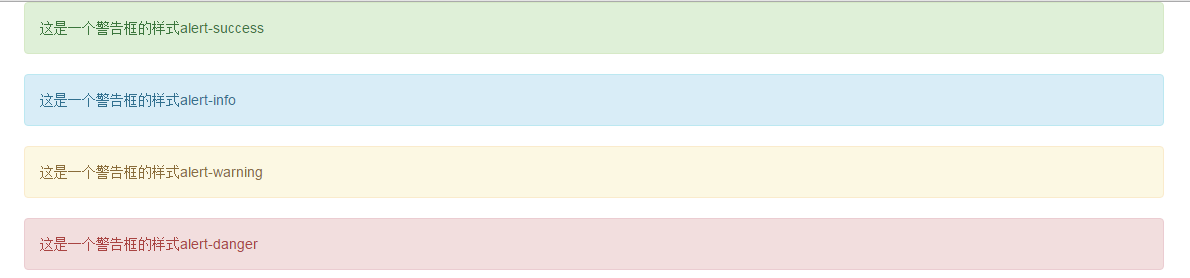 这是一个警告框的样式alert-success
这是一个警告框的样式alert-info
这是一个警告框的样式alert-warning
这是一个警告框的样式alert-danger